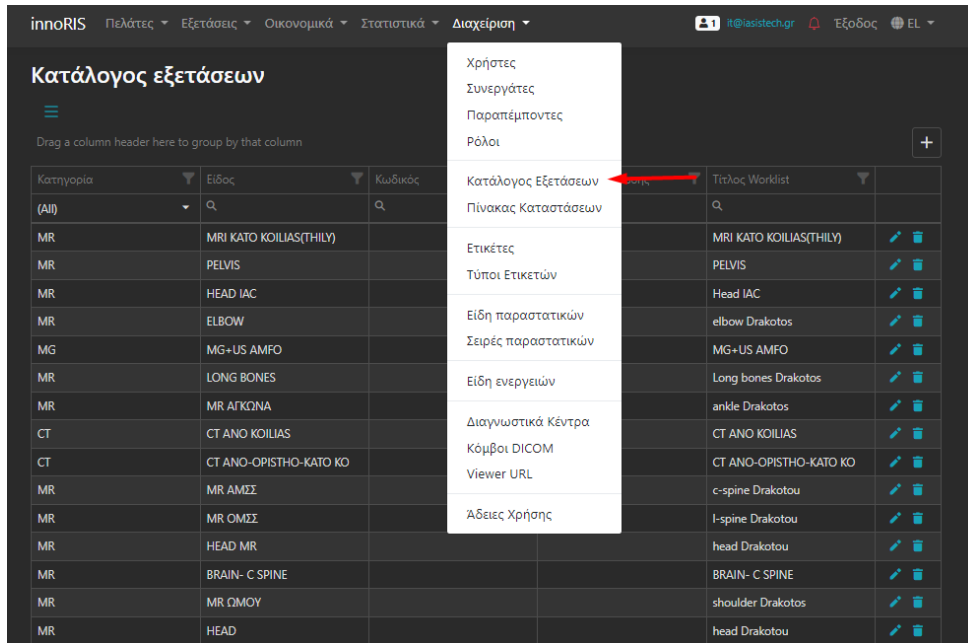 innoRIS Πελάτες Εξετάσεις Οικονομικά Στατιστικά Διαχείριση 1 it@iasistech.gr Έξοδος EL
Κατάλογος εξετάσεων
Drag a column header here to group by that column
Χρήστες
Συνεργάτες
Παραπέμποντες
Ρόλοι
Κατάλογος Εξετάσεων
Πίνακας Καταστάσεων
Ετικέτες
Τύποι Ετικετών
Είδη παραστατικών
Σειρές παραστατικών
Είδη ενεργειών
Διαγνωστικά Κέντρα
Κόμβοι DICOM
Viewer URL
Άδειες Χρήσης
Κατηγορία Είδος Κωδικός Τίτλος Worklist
(All)
MR MRI KATO KOILIAS(THILY) MRI KATO KOILIAS(THILY)
MR PELVIS PELVIS
MR HEAD IAC Head IAC
MR ELBOW elbow Drakotos
MG MG+US AMFO MG+US AMFO
MR LONG BONES Long bones Drakotos
MR MR ΑΓΚΩΝΑ ankle Drakotos
CT CT ANO KOILIAS CT ANO KOILIAS
CT CT ANO-OPISTHO-KATO KO CT ANO-OPISTHO-KATO KO
MR MR ΑΜΣΣ c-spine Drakotou
MR MR ΟΜΣΣ l-spine Drakotou
MR HEAD MR head Drakotou
MR BRAIN- C SPINE BRAIN- C SPINE
MR MR ΩΜΟΥ shoulder Drakotos
MR HEAD head Drakotou